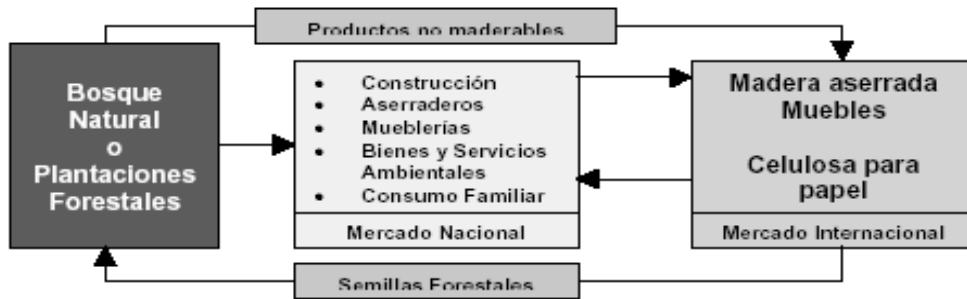 Productos no maderables
Bosque
Natural
o
Plantaciones
Forestales
• Construcción
• Aserraderos
• Mueblerías
• Bienes y Servicios
Ambientales
• Consumo Familiar
Mercado Nacional
Madera aserrada
Muebles
Celulosa para
papel
Mercado Internacional
Semillas Forestales